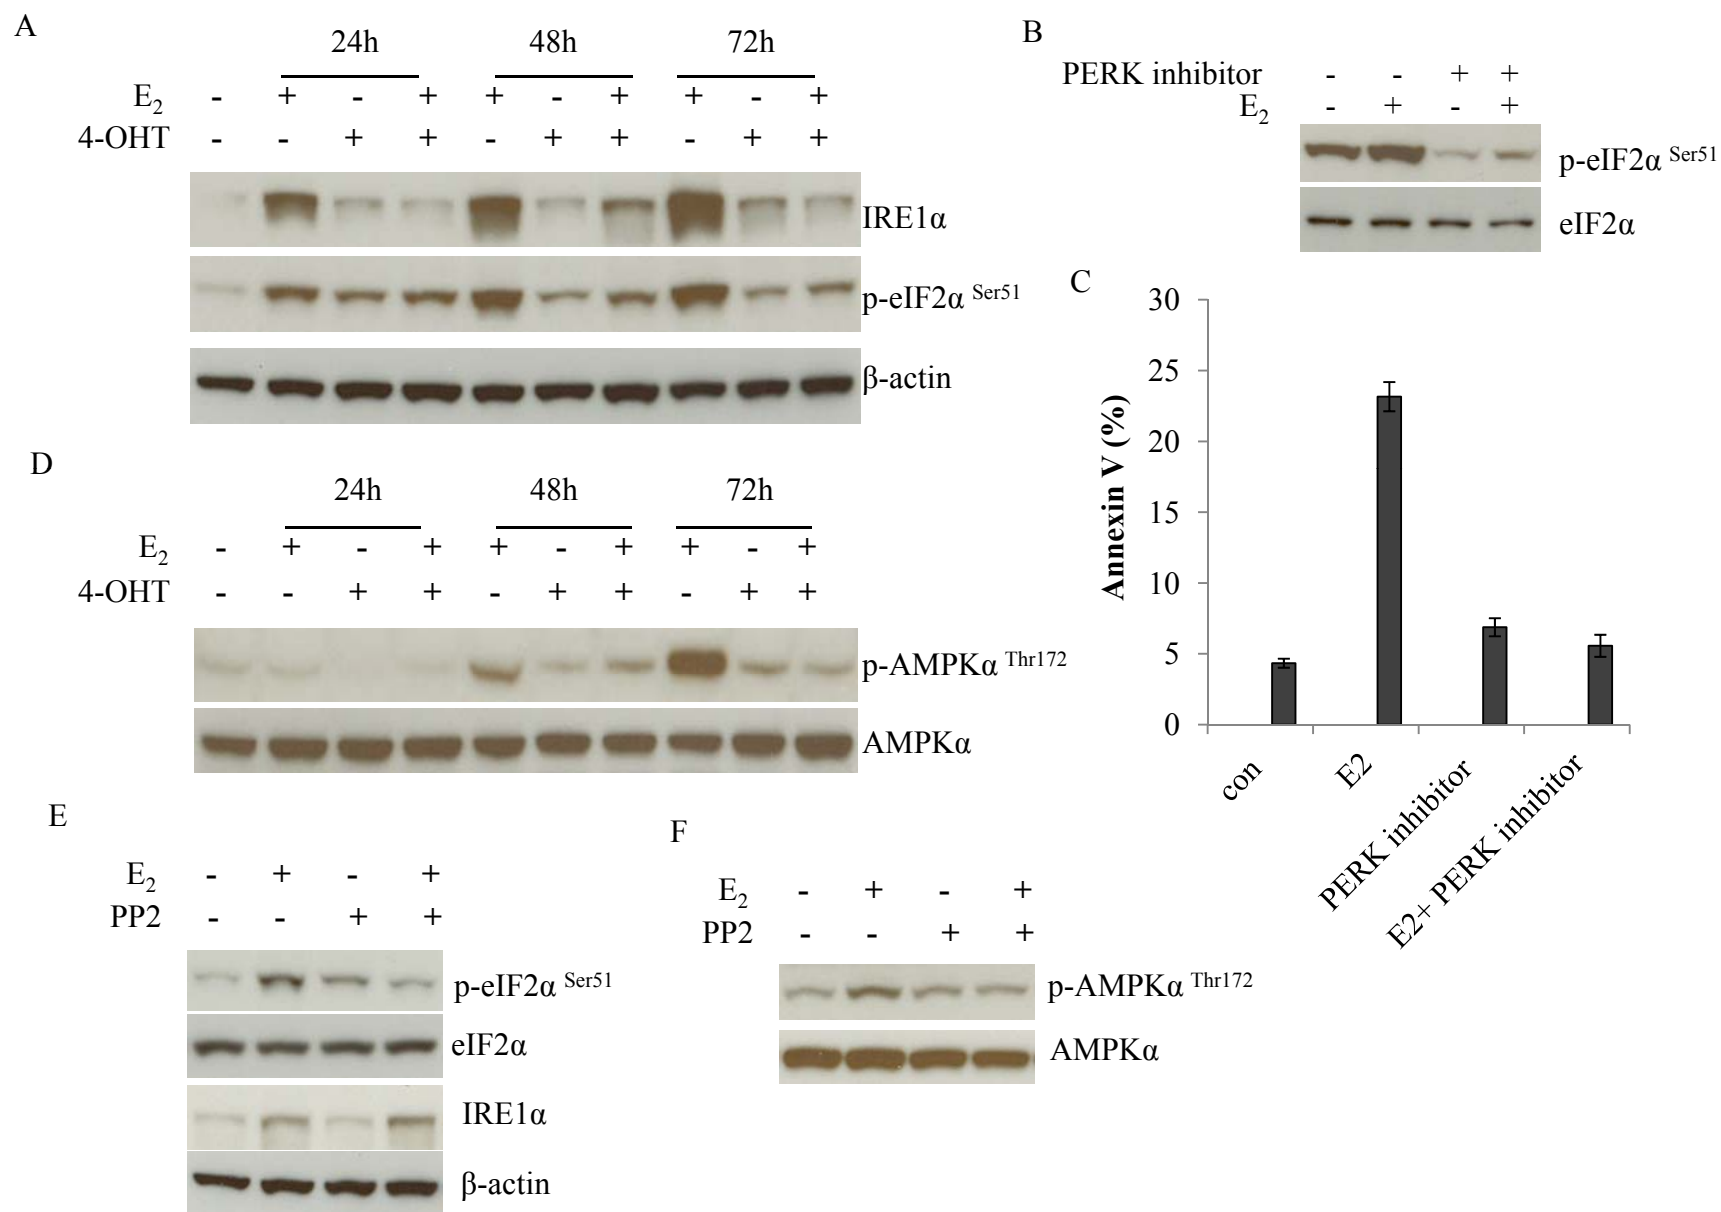 A
24h 48h 72h
E2 - + - + + - + + - +
4-OHT - - + + - + + - + +
IRE1α
p-eIF2α Ser51
β-actin
B
PERK inhibitor - - + +
E2 - + - +
p-eIF2α Ser51
eIF2α
C
30
25
20
15
10
5
0
Annexin V (%)
con
E2
PERK inhibitor
E2+ PERK inhibitor
D
24h 48h 72h
E2 - + - + + - + + - +
4-OHT - - + + - + + - + +
p-AMPKα Thr172
AMPKα
E
E2 - + - +
PP2 - - + +
p-eIF2α Ser51
eIF2α
IRE1α
β-actin
F
E2 - + - +
PP2 - - + +
p-AMPKα Thr172
AMPKα